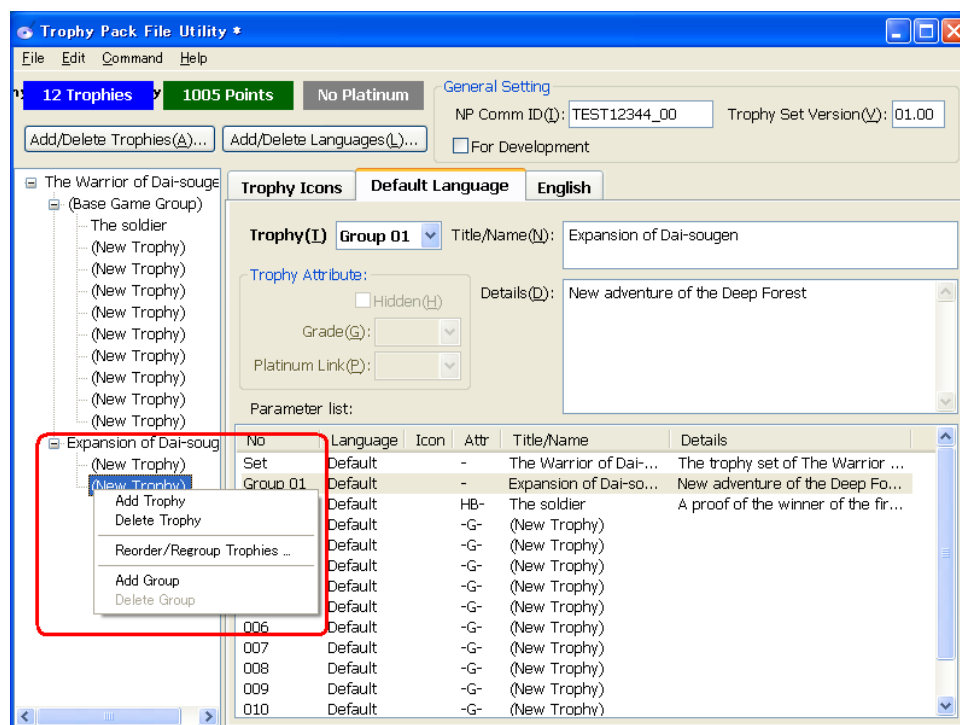 Trophy Pack File Utility *
File Edit Command Help
12 Trophies 1005 Points No Platinum
General Setting
NP Comm ID(I): TEST12344_00 Trophy Set Version(V): 01.00
For Development
Add/Delete Trophies(A)... Add/Delete Languages(L)...
The Warrior of Dai-souge
(Base Game Group)
The soldier
(New Trophy)
(New Trophy)
(New Trophy)
(New Trophy)
(New Trophy)
(New Trophy)
(New Trophy)
(New Trophy)
(New Trophy)
Expansion of Dai-soug
(New Trophy)
(New Trophy)
Add Trophy
Delete Trophy
Reorder/Regroup Trophies ...
Add Group
Delete Group
Trophy Icons Default Language English
Trophy(T) Group 01 Title/Name(N): Expansion of Dai-sougen
Trophy Attribute:
Hidden(H)
Grade(G):
Platinum Link(P):
Details(D): New adventure of the Deep Forest
Parameter list:
No Language Icon Attr Title/Name Details
Set Default - The Warrior of Dai-... The trophy set of The Warrior ...
Group 01 Default - Expansion of Dai-so... New adventure of the Deep Fo...
Default HB- The soldier A proof of the winner of the fir...
Default -G- (New Trophy)
Default -G- (New Trophy)
Default -G- (New Trophy)
Default -G- (New Trophy)
Default -G- (New Trophy)
006 Default -G- (New Trophy)
007 Default -G- (New Trophy)
008 Default -G- (New Trophy)
009 Default -G- (New Trophy)
010 Default -G- (New Trophy)